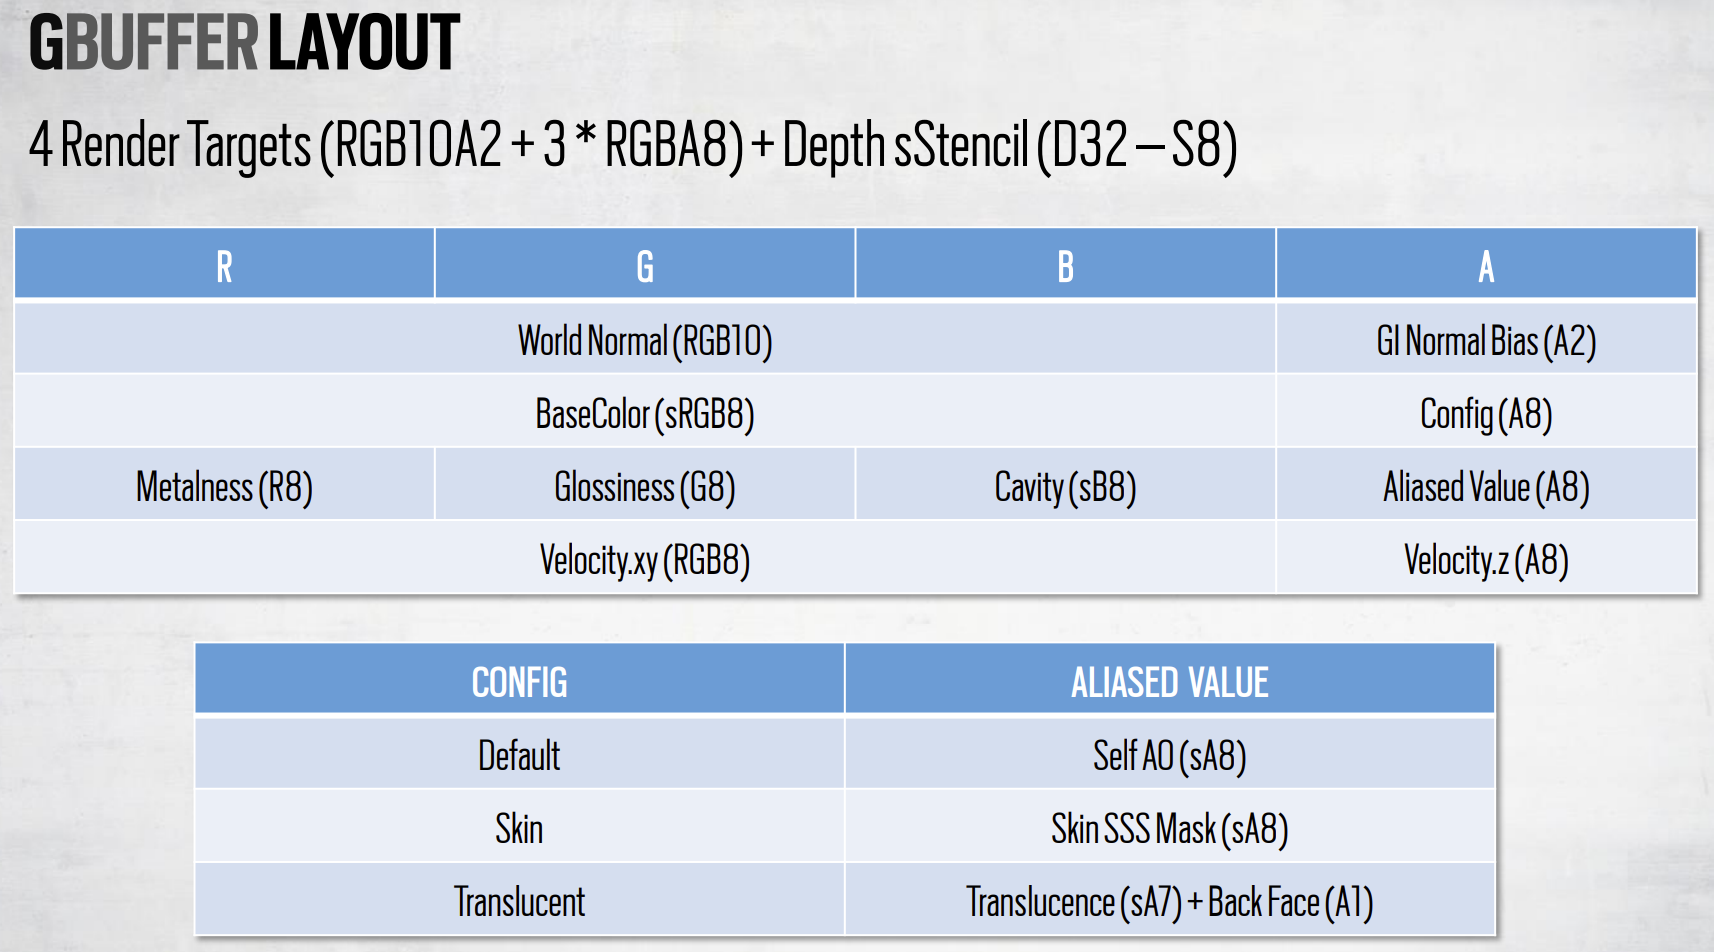 GBUFFER LAYOUT
4 Render Targets (RGB10A2 + 3 * RGBA8) + Depth sStencil (D32 – S8)
R G B A
World Normal (RGB10) GI Normal Bias (A2)
BaseColor (sRGB8) Config (A8)
Metalness (R8) Glossiness (G8) Cavity (sB8) Aliased Value (A8)
Velocity.xy (RGB8) Velocity.z (A8)
CONFIG ALIASED VALUE
Default Self AO (sA8)
Skin Skin SSS Mask (sA8)
Translucent Translucence (sA7) + Back Face (A1)